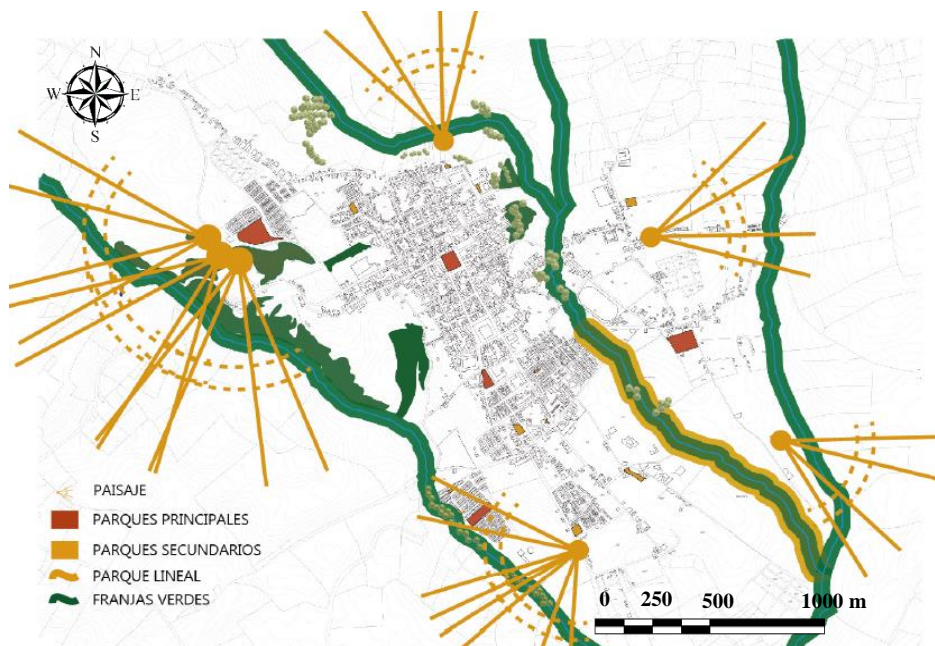 N
W E
S
PAISAJE
PARQUES PRINCIPALES
PARQUES SECUNDARIOS
PARQUE LINEAL
FRANJAS VERDES
0 250 500 1000 m